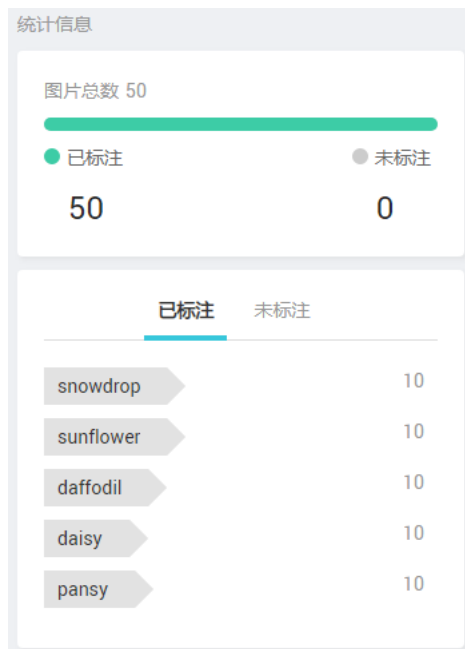 统计信息
图片总数 50
已标注 未标注
50 0
已标注 未标注
snowdrop 10
sunflower 10
daffodil 10
daisy 10
pansy 10